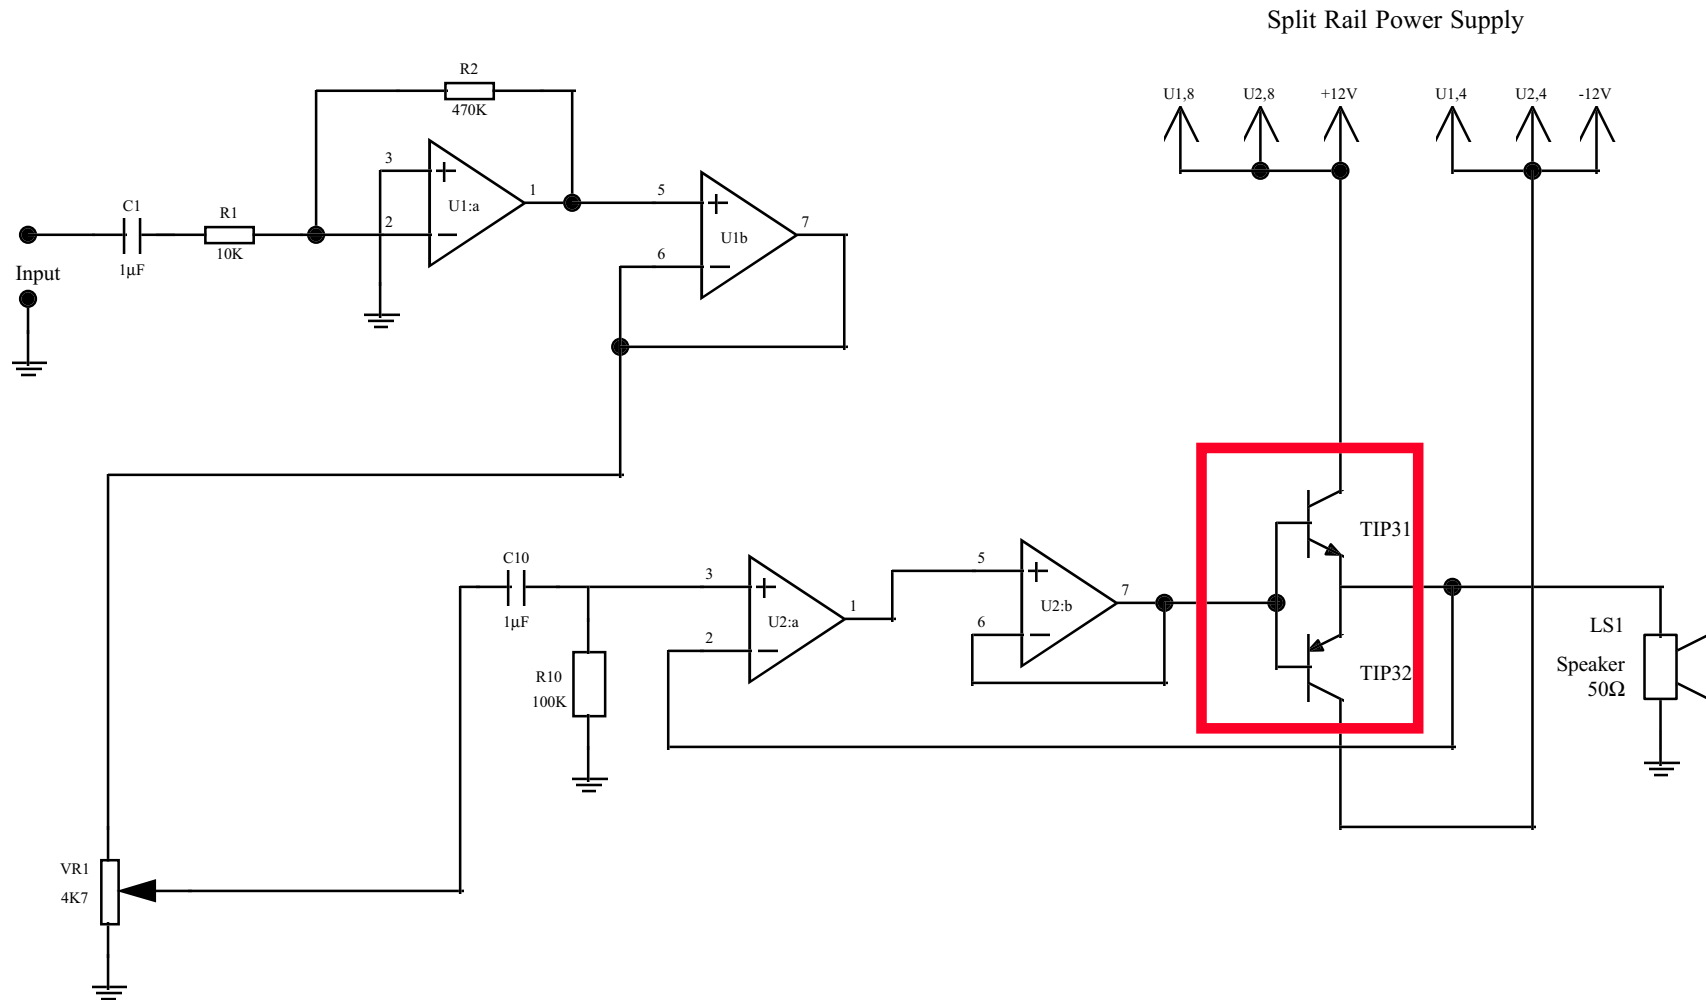 Split Rail Power Supply
R2
470K
U1,8
U2,8
+12V
U1,4
U2,4
-12V
3
2
U1:a
1
C1
1µF
R1
10K
Input
5
6
U1b
7
C10
1µF
3
2
U2:a
1
5
6
U2:b
7
TIP31
TIP32
R10
100K
LS1
Speaker
50Ω
VR1
4K7